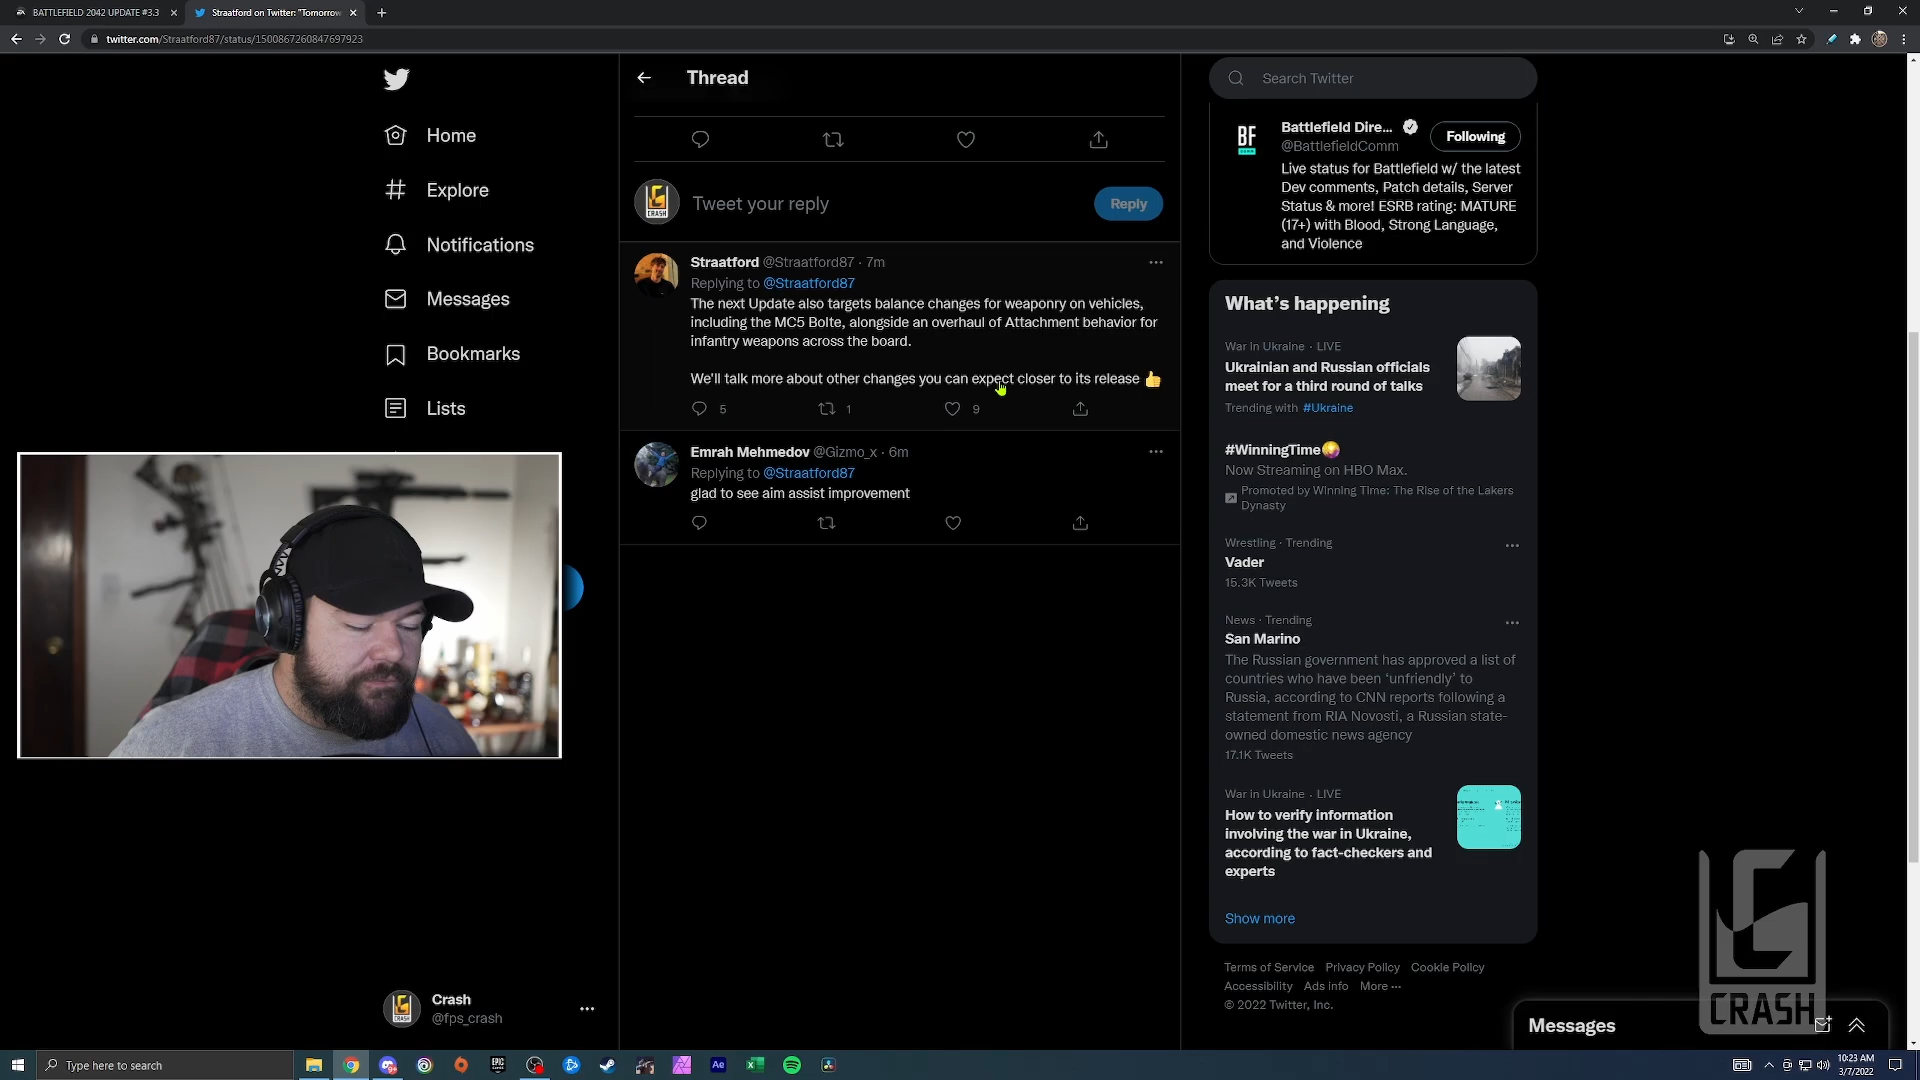 BATTLEFIELD 2042 UPDATE #3.3
Straatford on Twitter: "Tomorrow
twitter.com/Straatford87/status/1500867260847697923
Home
Explore
Notifications
Messages
Bookmarks
Lists
Crash
@fps_crash
Thread
CRASH
Tweet your reply
Reply
Straatford @Straatford87 · 7m
Replying to @Straatford87
The next Update also targets balance changes for weaponry on vehicles,
including the MC5 Bolte, alongside an overhaul of Attachment behavior for
infantry weapons across the board.
We'll talk more about other changes you can expect closer to its release 👍
5 1 9
Emrah Mehmedov @Gizmo_x · 6m
Replying to @Straatford87
glad to see aim assist improvement
Search Twitter
BF
Battlefield Dire...
@BattlefieldComm
Following
Live status for Battlefield w/ the latest
Dev comments, Patch details, Server
Status & more! ESRB rating: MATURE
(17+) with Blood, Strong Language,
and Violence
What's happening
War in Ukraine · LIVE
Ukrainian and Russian officials
meet for a third round of talks
Trending with #Ukraine
#WinningTime
Now Streaming on HBO Max.
Promoted by Winning Time: The Rise of the Lakers
Dynasty
Wrestling · Trending
Vader
15.3K Tweets
News · Trending
San Marino
The Russian government has approved a list of
countries who have been 'unfriendly' to
Russia, according to CNN reports following a
statement from RIA Novosti, a Russian state-
owned domestic news agency
17.1K Tweets
War in Ukraine · LIVE
How to verify information
involving the war in Ukraine,
according to fact-checkers and
experts
Show more
Terms of Service Privacy Policy Cookie Policy
Accessibility Ads info More ···
© 2022 Twitter, Inc.
Messages
CRASH
Type here to search
Ae
10:23 AM
3/7/2022